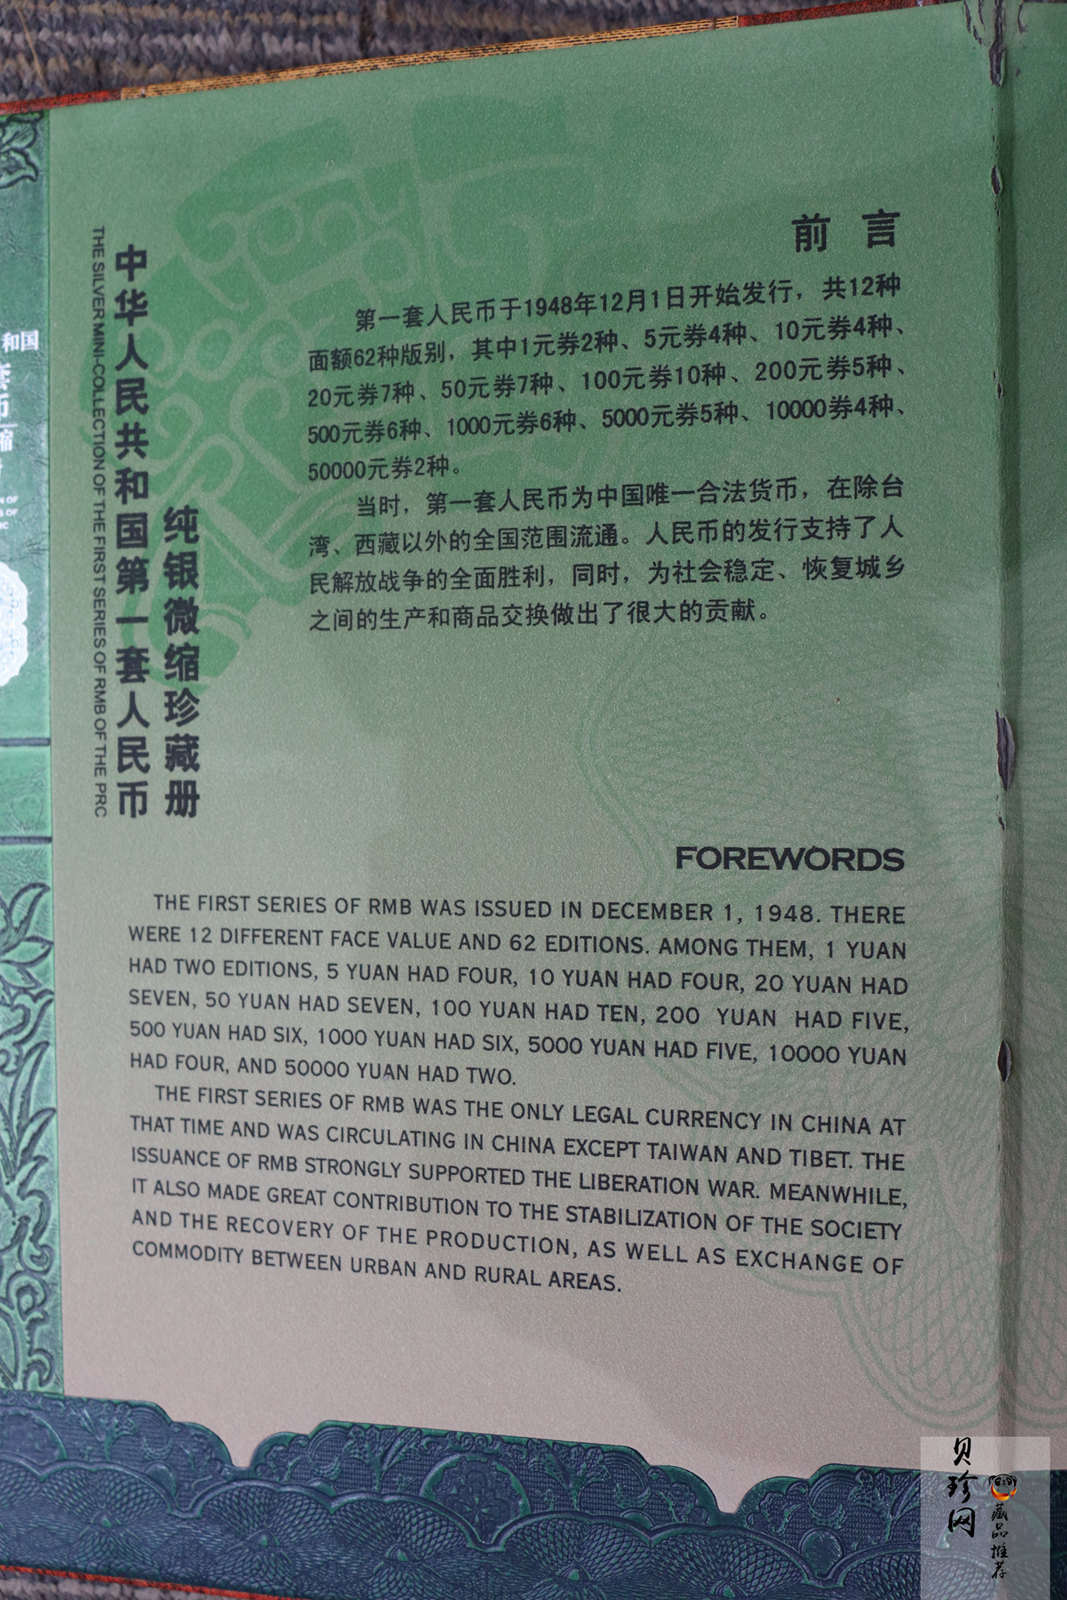 和国
套
币
缩
N OF
S OF
RC
中华人民共和国第一套人民币
纯银微缩珍藏册
THE SILVER MINI-COLLECTION OF THE FIRST SERIES OF RMB OF THE PRC
前言
第一套人民币于1948年12月1日开始发行，共12种
面额62种版别，其中1元券2种、5元券4种、10元券4种、
20元券7种、50元券7种、100元券10种、200元券5种、
500元券6种、1000元券6种、5000元券5种、10000券4种、
50000元券2种。
当时，第一套人民币为中国唯一合法货币，在除台
湾、西藏以外的全国范围流通。人民币的发行支持了人
民解放战争的全面胜利，同时，为社会稳定、恢复城乡
之间的生产和商品交换做出了很大的贡献。
FOREWORDS
THE FIRST SERIES OF RMB WAS ISSUED IN DECEMBER 1, 1948. THERE
WERE 12 DIFFERENT FACE VALUE AND 62 EDITIONS. AMONG THEM, 1 YUAN
HAD TWO EDITIONS, 5 YUAN HAD FOUR, 10 YUAN HAD FOUR, 20 YUAN HAD
SEVEN, 50 YUAN HAD SEVEN, 100 YUAN HAD TEN, 200 YUAN HAD FIVE,
500 YUAN HAD SIX, 1000 YUAN HAD SIX, 5000 YUAN HAD FIVE, 10000 YUAN
HAD FOUR, AND 50000 YUAN HAD TWO.
THE FIRST SERIES OF RMB WAS THE ONLY LEGAL CURRENCY IN CHINA AT
THAT TIME AND WAS CIRCULATING IN CHINA EXCEPT TAIWAN AND TIBET. THE
ISSUANCE OF RMB STRONGLY SUPPORTED THE LIBERATION WAR. MEANWHILE,
IT ALSO MADE GREAT CONTRIBUTION TO THE STABILIZATION OF THE SOCIETY
AND THE RECOVERY OF THE PRODUCTION, AS WELL AS EXCHANGE OF
COMMODITY BETWEEN URBAN AND RURAL AREAS.
贝珍网
藏品推荐